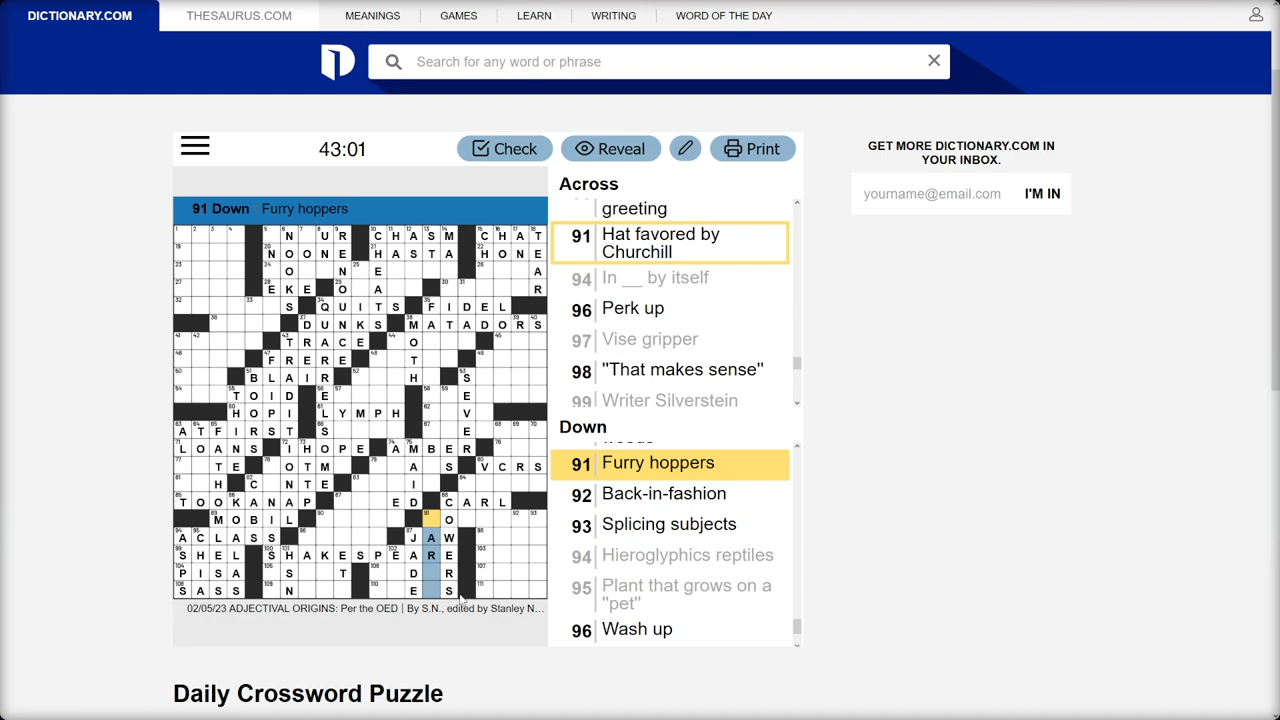 DICTIONARY.COM
THESAURUS.COM
MEANINGS
GAMES
LEARN
WRITING
WORD OF THE DAY
Search for any word or phrase
43:01
Check
Reveal
Print
91 Down Furry hoppers
Across
greeting
91 Hat favored by
Churchill
94 In __ by itself
96 Perk up
97 Vise gripper
98 "That makes sense"
99 Writer Silverstein
Down
91 Furry hoppers
92 Back-in-fashion
93 Splicing subjects
94 Hieroglyphics reptiles
95 Plant that grows on a
"pet"
96 Wash up
N U R C H A S M C H A T
N O O N E H A S T A H O N E
O N E A
E K E O A R
S Q U I T S F I D E L
D U N K S M A T A D O R S
T R A C E O
F R E R E T
B L A I R H S
T O I D E E
H O P I L Y M P H V
A T F I R S T S E
L O A N S I H O P E A M B E R
T E O T M A S V C R S
H C N T E I
T O O K A N A P E D C A R L
M O B I L O
A C L A S S J A W
S H E L S H A K E S P E A R E
P I S A S T D R
S A S S N E S
02/05/23 ADJECTIVAL ORIGINS: Per the OED | By S.N., edited by Stanley N...
GET MORE DICTIONARY.COM IN
YOUR INBOX.
yourname@email.com
I'M IN
Daily Crossword Puzzle